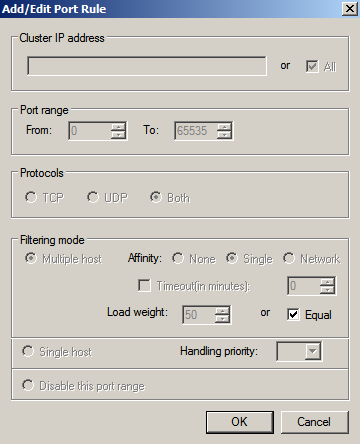 Add/Edit Port Rule
Cluster IP address
or All
Port range
From: 0 To: 65535
Protocols
TCP UDP Both
Filtering mode
Multiple host Affinity: None Single Network
Timeout(in minutes): 0
Load weight: 50 or Equal
Single host Handling priority:
Disable this port range
OK Cancel